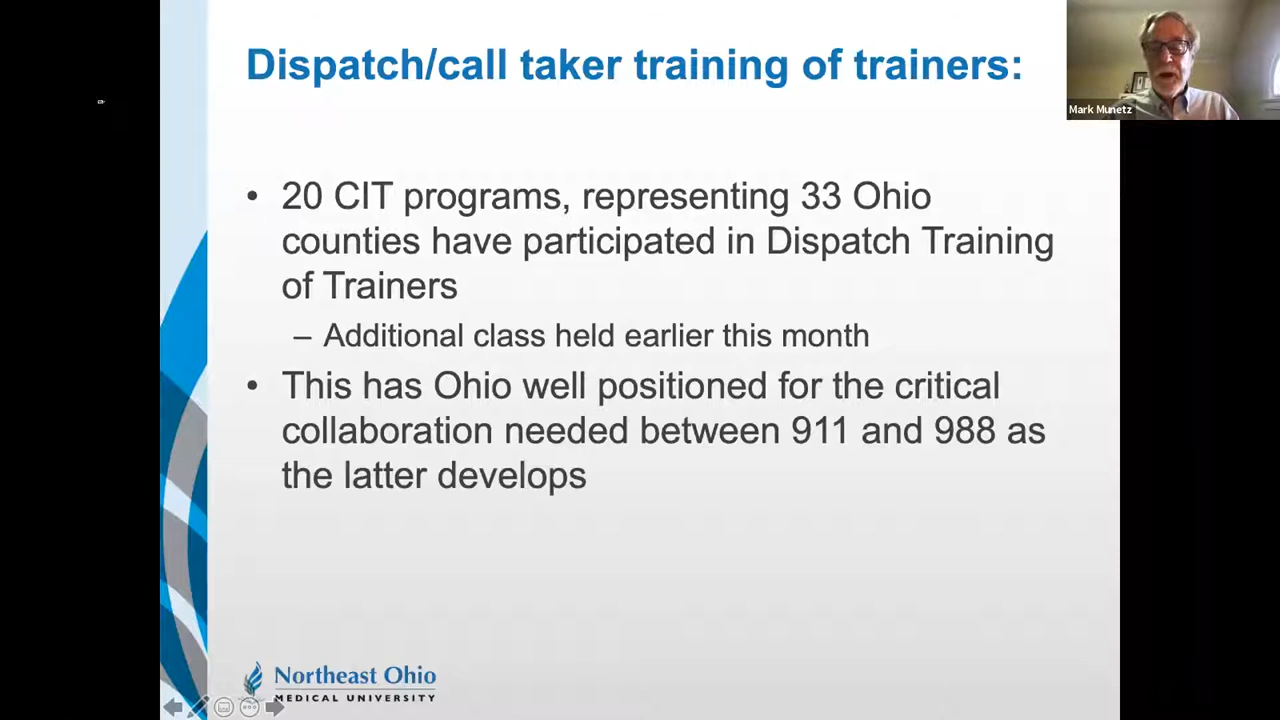 Dispatch/call taker training of trainers:
Mark Munetz
• 20 CIT programs, representing 33 Ohio
counties have participated in Dispatch Training
of Trainers
– Additional class held earlier this month
• This has Ohio well positioned for the critical
collaboration needed between 911 and 988 as
the latter develops
Northeast Ohio
MEDICAL UNIVERSITY